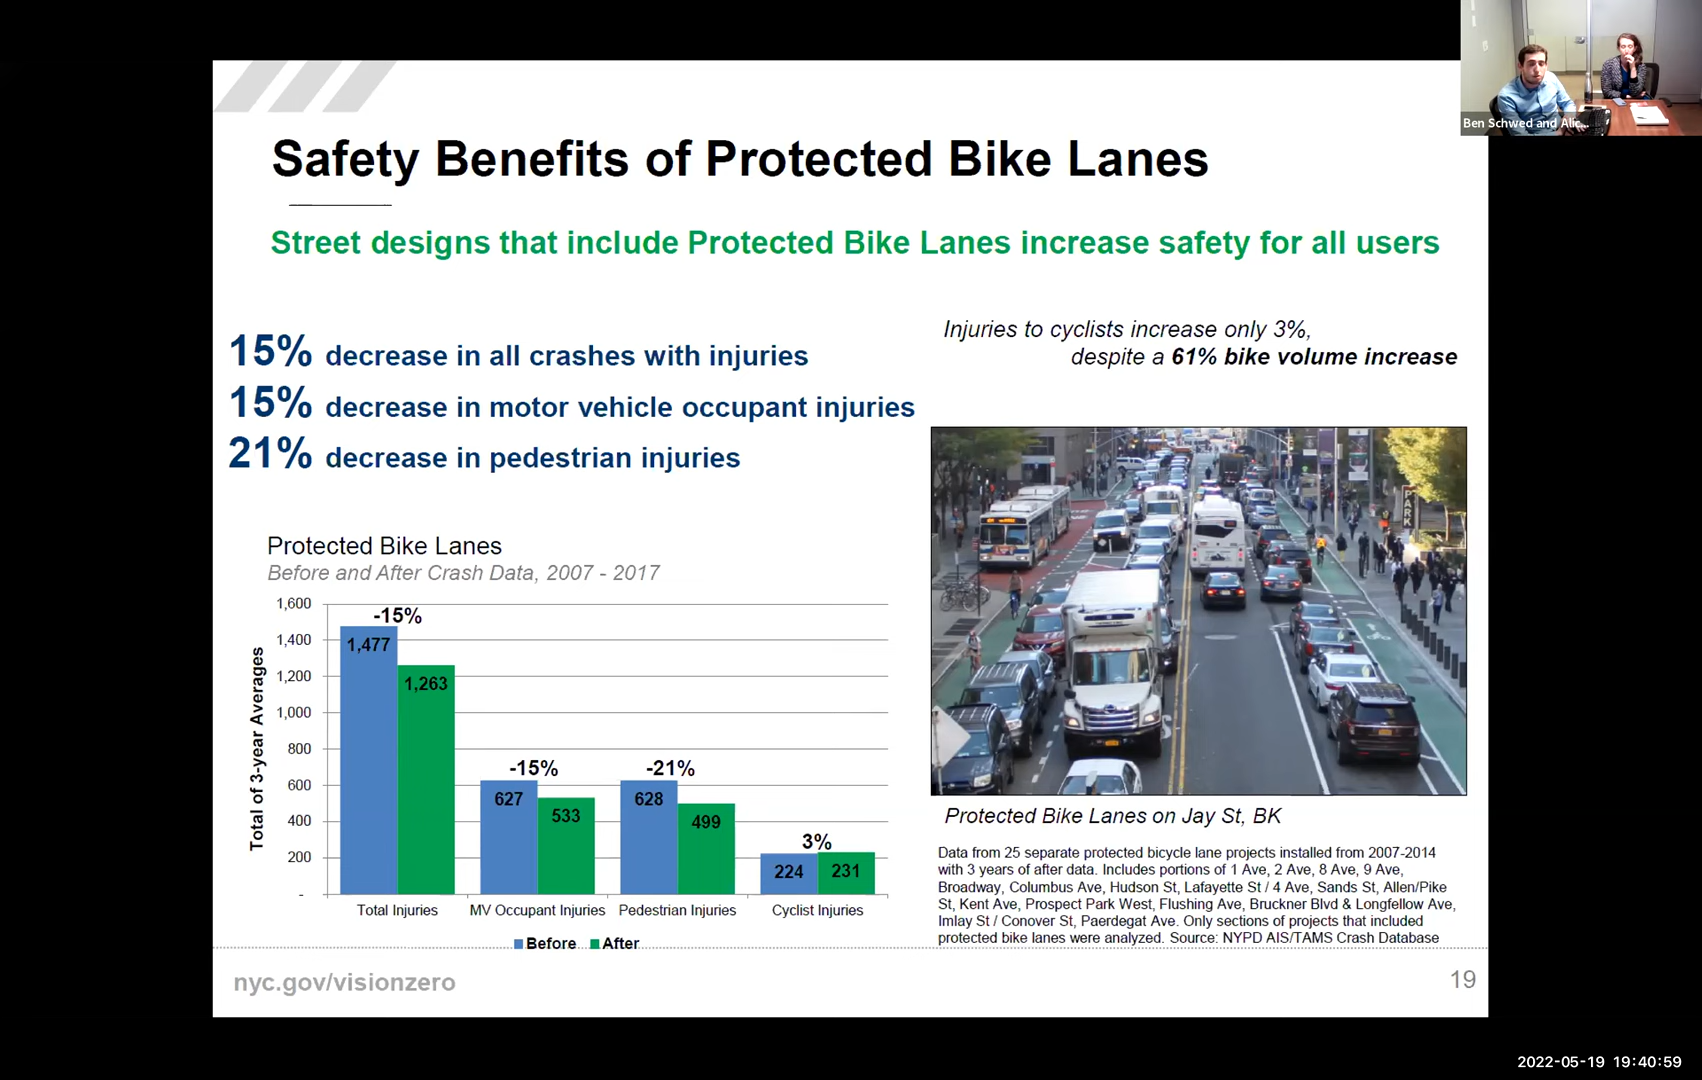 Ben Schwed and Alic...
Safety Benefits of Protected Bike Lanes
Street designs that include Protected Bike Lanes increase safety for all users
15% decrease in all crashes with injuries
15% decrease in motor vehicle occupant injuries
21% decrease in pedestrian injuries
Injuries to cyclists increase only 3%,
despite a 61% bike volume increase
Protected Bike Lanes
Before and After Crash Data, 2007 - 2017
Total of 3-year Averages
1,600
1,400
1,200
1,000
800
600
400
200
-
-15%
1,477
1,263
-15%
627
533
-21%
628
499
3%
224
231
Total Injuries
MV Occupant Injuries
Pedestrian Injuries
Cyclist Injuries
Before
After
PARK
Protected Bike Lanes on Jay St, BK
Data from 25 separate protected bicycle lane projects installed from 2007-2014
with 3 years of after data. Includes portions of 1 Ave, 2 Ave, 8 Ave, 9 Ave,
Broadway, Columbus Ave, Hudson St, Lafayette St / 4 Ave, Sands St, Allen/Pike
St, Kent Ave, Prospect Park West, Flushing Ave, Bruckner Blvd & Longfellow Ave,
Imlay St / Conover St, Paerdegat Ave. Only sections of projects that included
protected bike lanes were analyzed. Source: NYPD AIS/TAMS Crash Database
nyc.gov/visionzero
19
2022-05-19 19:40:59